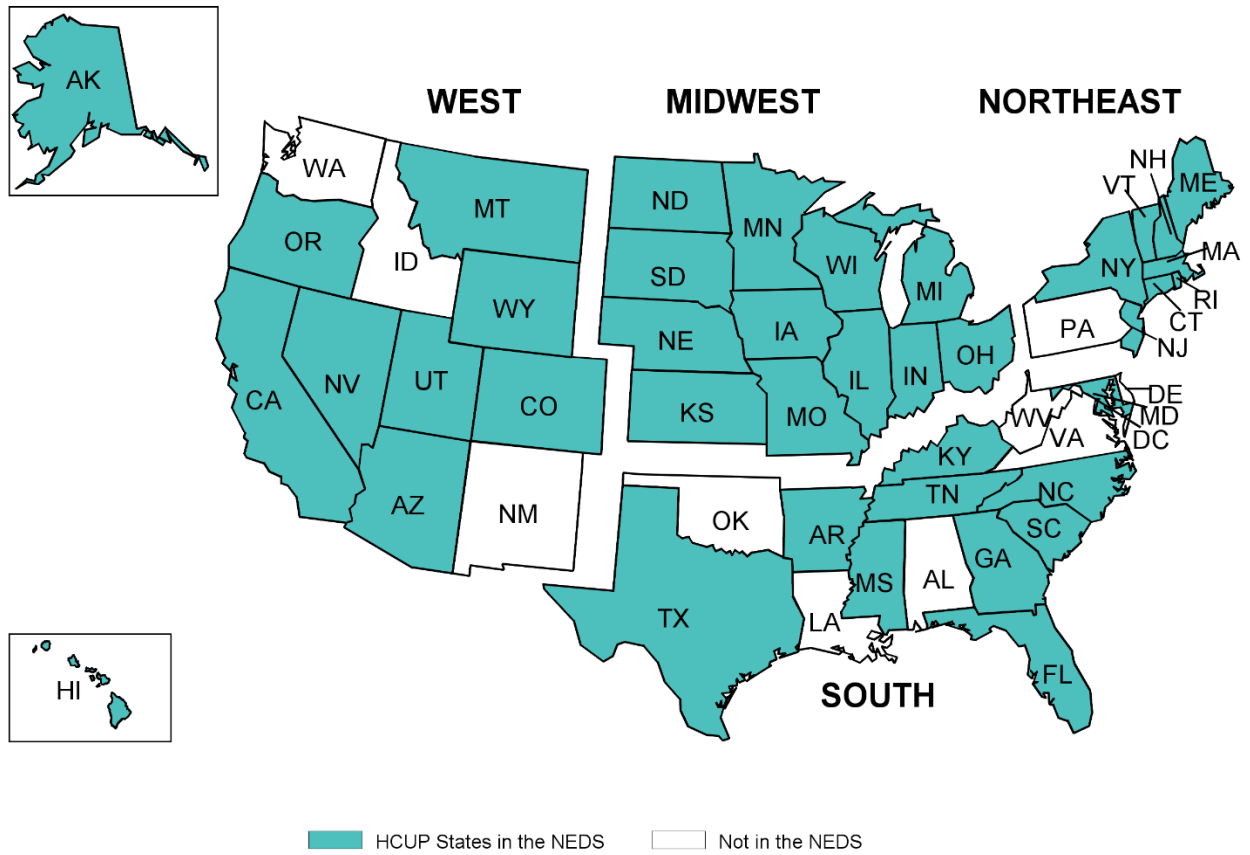 AK
WEST
MIDWEST
NORTHEAST
WA
MT
ND
MN
VT
NH
ME
OR
ID
SD
WI
MI
NY
MA
RI
CT
WY
IA
PA
NJ
NE
OH
IL
IN
NV
UT
CO
CA
KS
MO
WV
VA
DE
MD
DC
KY
AZ
NM
OK
AR
TN
NC
SC
MS
AL
GA
TX
LA
FL
HI
SOUTH
HCUP States in the NEDS
Not in the NEDS